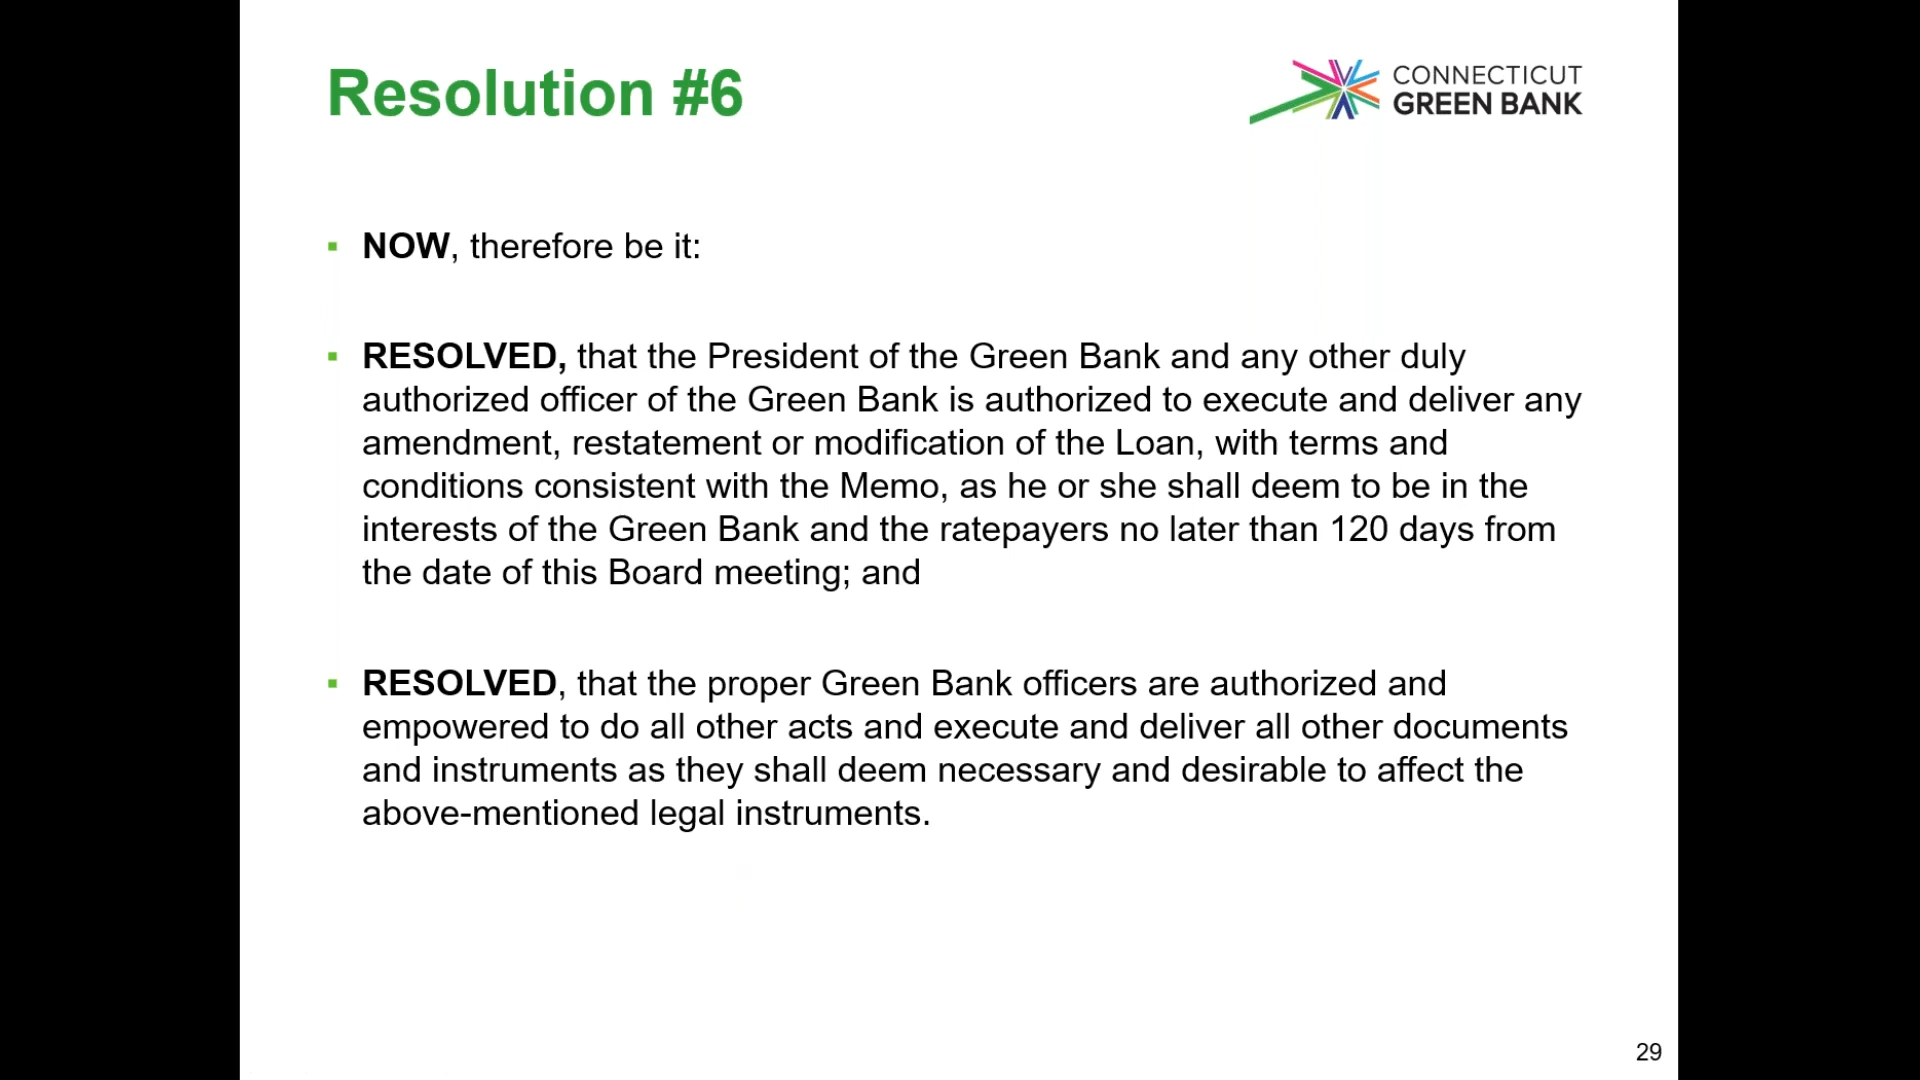 Resolution #6
CONNECTICUT
GREEN BANK
▪ NOW, therefore be it:
▪ RESOLVED, that the President of the Green Bank and any other duly
authorized officer of the Green Bank is authorized to execute and deliver any
amendment, restatement or modification of the Loan, with terms and
conditions consistent with the Memo, as he or she shall deem to be in the
interests of the Green Bank and the ratepayers no later than 120 days from
the date of this Board meeting; and
▪ RESOLVED, that the proper Green Bank officers are authorized and
empowered to do all other acts and execute and deliver all other documents
and instruments as they shall deem necessary and desirable to affect the
above-mentioned legal instruments.
29